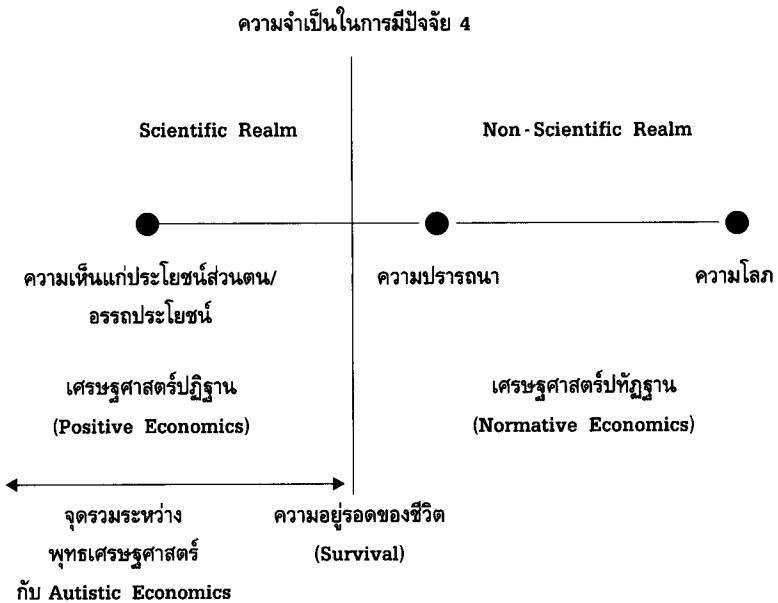 ความจำเป็นในการมีปัจจัย 4
Scientific Realm
Non-Scientific Realm
ความเห็นแก่ประโยชน์ส่วนตน/
อรรถประโยชน์
ความปรารถนา
ความโลภ
เศรษฐศาสตร์ปฏิฐาน
(Positive Economics)
เศรษฐศาสตร์ปทัฏฐาน
(Normative Economics)
จุดรวมระหว่าง
พุทธเศรษฐศาสตร์
กับ Autistic Economics
ความอยู่รอดของชีวิต
(Survival)